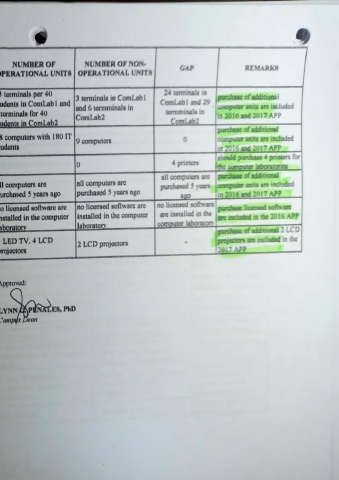 NUMBER OF
OPERATIONAL UNITS
NUMBER OF NON-
OPERATIONAL UNITS
GAP
REMARKS
terminals per 40
students in ComLab1 and
terminals for 40
students in ComLab2
3 terminals in ComLab1
and 6 terminals in
ComLab2
24 terminals in
ComLab1 and 29
terminals in
ComLab2
purchase of additional
computer units are included
in 2016 and 2017 APP
computers with 180 IT
students
9 computers
0
purchase of additional
computer units are included
in 2016 and 2017 APP
0
4 printers
should purchase 4 printers for
the computer laboratories
all computers are
purchased 5 years ago
all computers are
purchased 5 years ago
all computers are
purchased 5 years
ago
purchase of additional
computer units are included
in 2016 and 2017 APP
no licensed software are
installed in the computer
laboratory
no licensed software are
installed in the computer
laboratory
no licensed software
are installed in the
computer laboratory
purchase licensed software
are included in the 2016 APP
LED TV, 4 LCD
projectors
2 LCD projectors
-
purchase of additional 2 LCD
projectors are included in the
2017 APP
Approved:
PENALES, PhD
Campus Dean